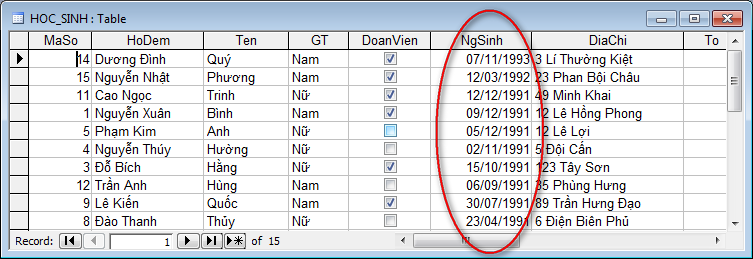 HOC_SINH : Table
MaSo HoDem Ten GT DoanVien NgSinh DiaChi To
14 Dương Đình Quý Nam 07/11/1993 3 Lí Thường Kiệt
15 Nguyễn Nhật Phương Nam 12/03/1992 23 Phan Bội Châu
11 Cao Ngọc Trinh Nữ 12/12/1991 49 Minh Khai
1 Nguyễn Xuân Bình Nam 09/12/1991 12 Lê Hồng Phong
5 Phạm Kim Anh Nữ 05/12/1991 12 Lê Lợi
4 Nguyễn Thúy Hường Nữ 02/11/1991 5 Đội Cấn
3 Đỗ Bích Hằng Nữ 15/10/1991 123 Tây Sơn
12 Trần Anh Hùng Nam 06/09/1991 35 Phùng Hưng
9 Lê Kiến Quốc Nam 30/07/1991 89 Trần Hưng Đạo
8 Đào Thanh Thúy Nữ 23/04/1991 6 Điện Biên Phủ
Record: 1 of 15